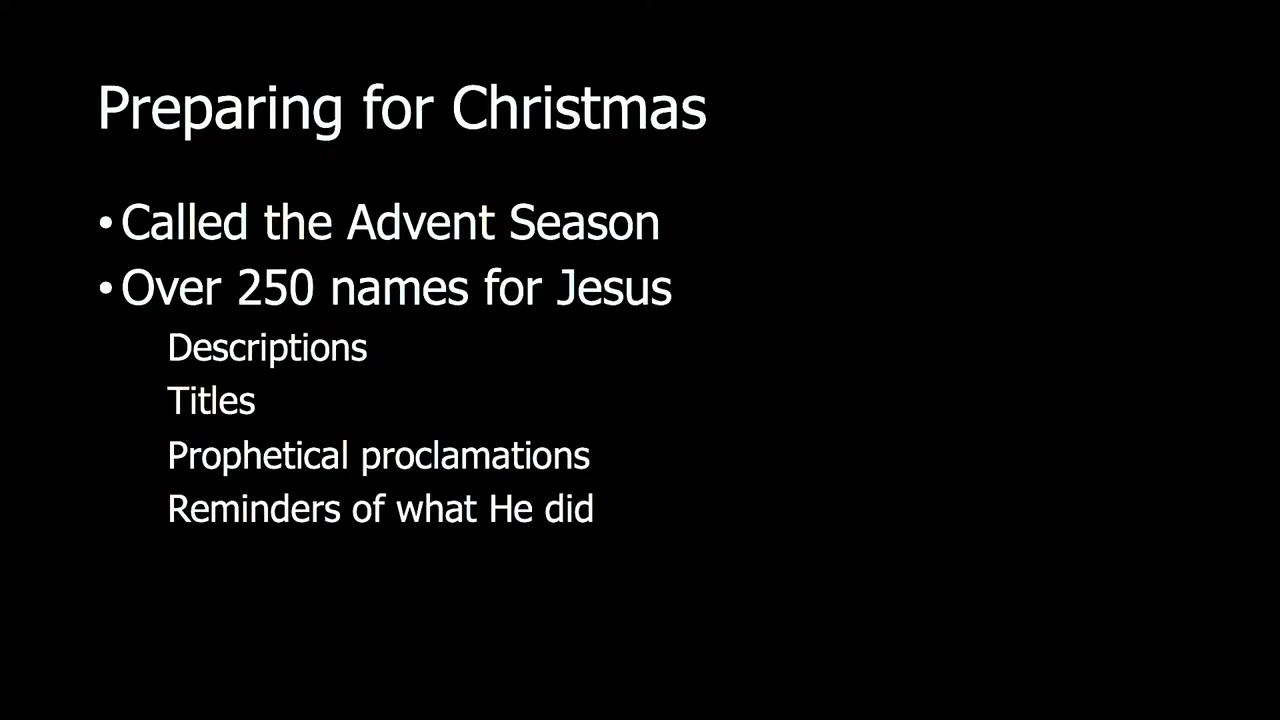 Preparing for Christmas
•Called the Advent Season
•Over 250 names for Jesus
Descriptions
Titles
Prophetical proclamations
Reminders of what He did